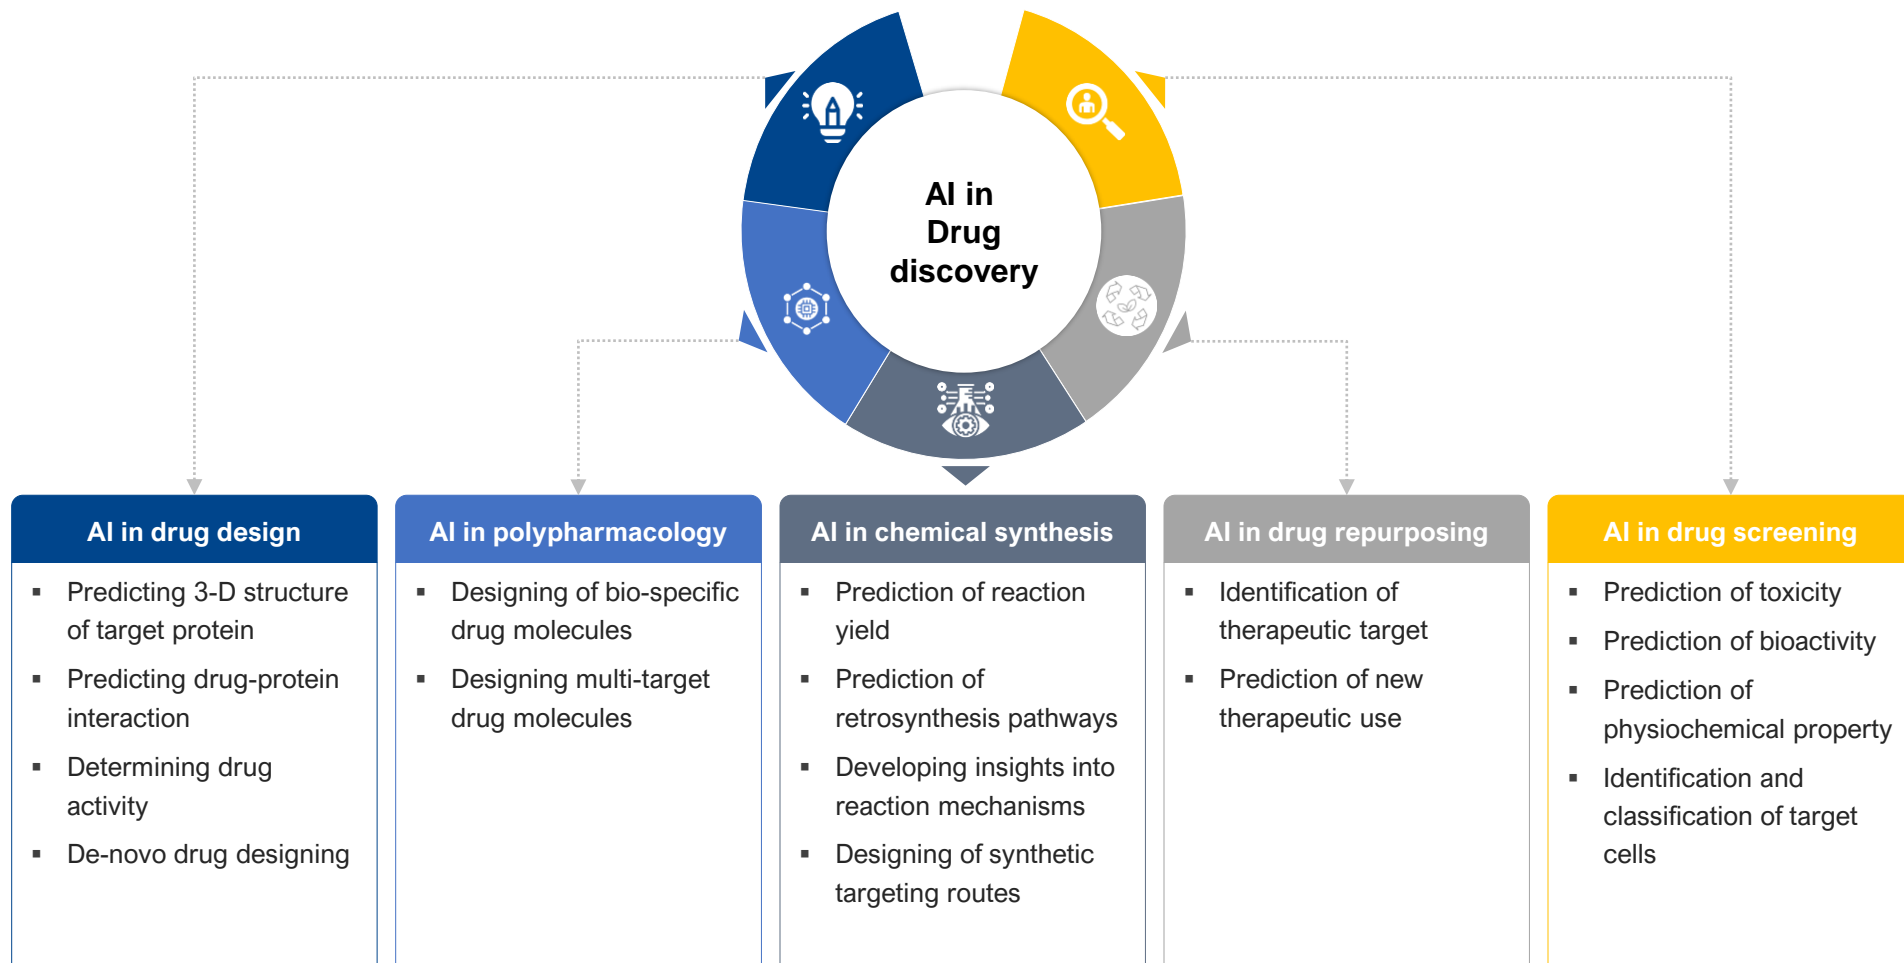 AI in
Drug
discovery
AI in drug design
▪ Predicting 3-D structure
of target protein
▪ Predicting drug-protein
interaction
▪ Determining drug
activity
▪ De-novo drug designing
AI in polypharmacology
▪ Designing of bio-specific
drug molecules
▪ Designing multi-target
drug molecules
AI in chemical synthesis
▪ Prediction of reaction
yield
▪ Prediction of
retrosynthesis pathways
▪ Developing insights into
reaction mechanisms
▪ Designing of synthetic
targeting routes
AI in drug repurposing
▪ Identification of
therapeutic target
▪ Prediction of new
therapeutic use
AI in drug screening
▪ Prediction of toxicity
▪ Prediction of bioactivity
▪ Prediction of
physiochemical property
▪ Identification and
classification of target
cells